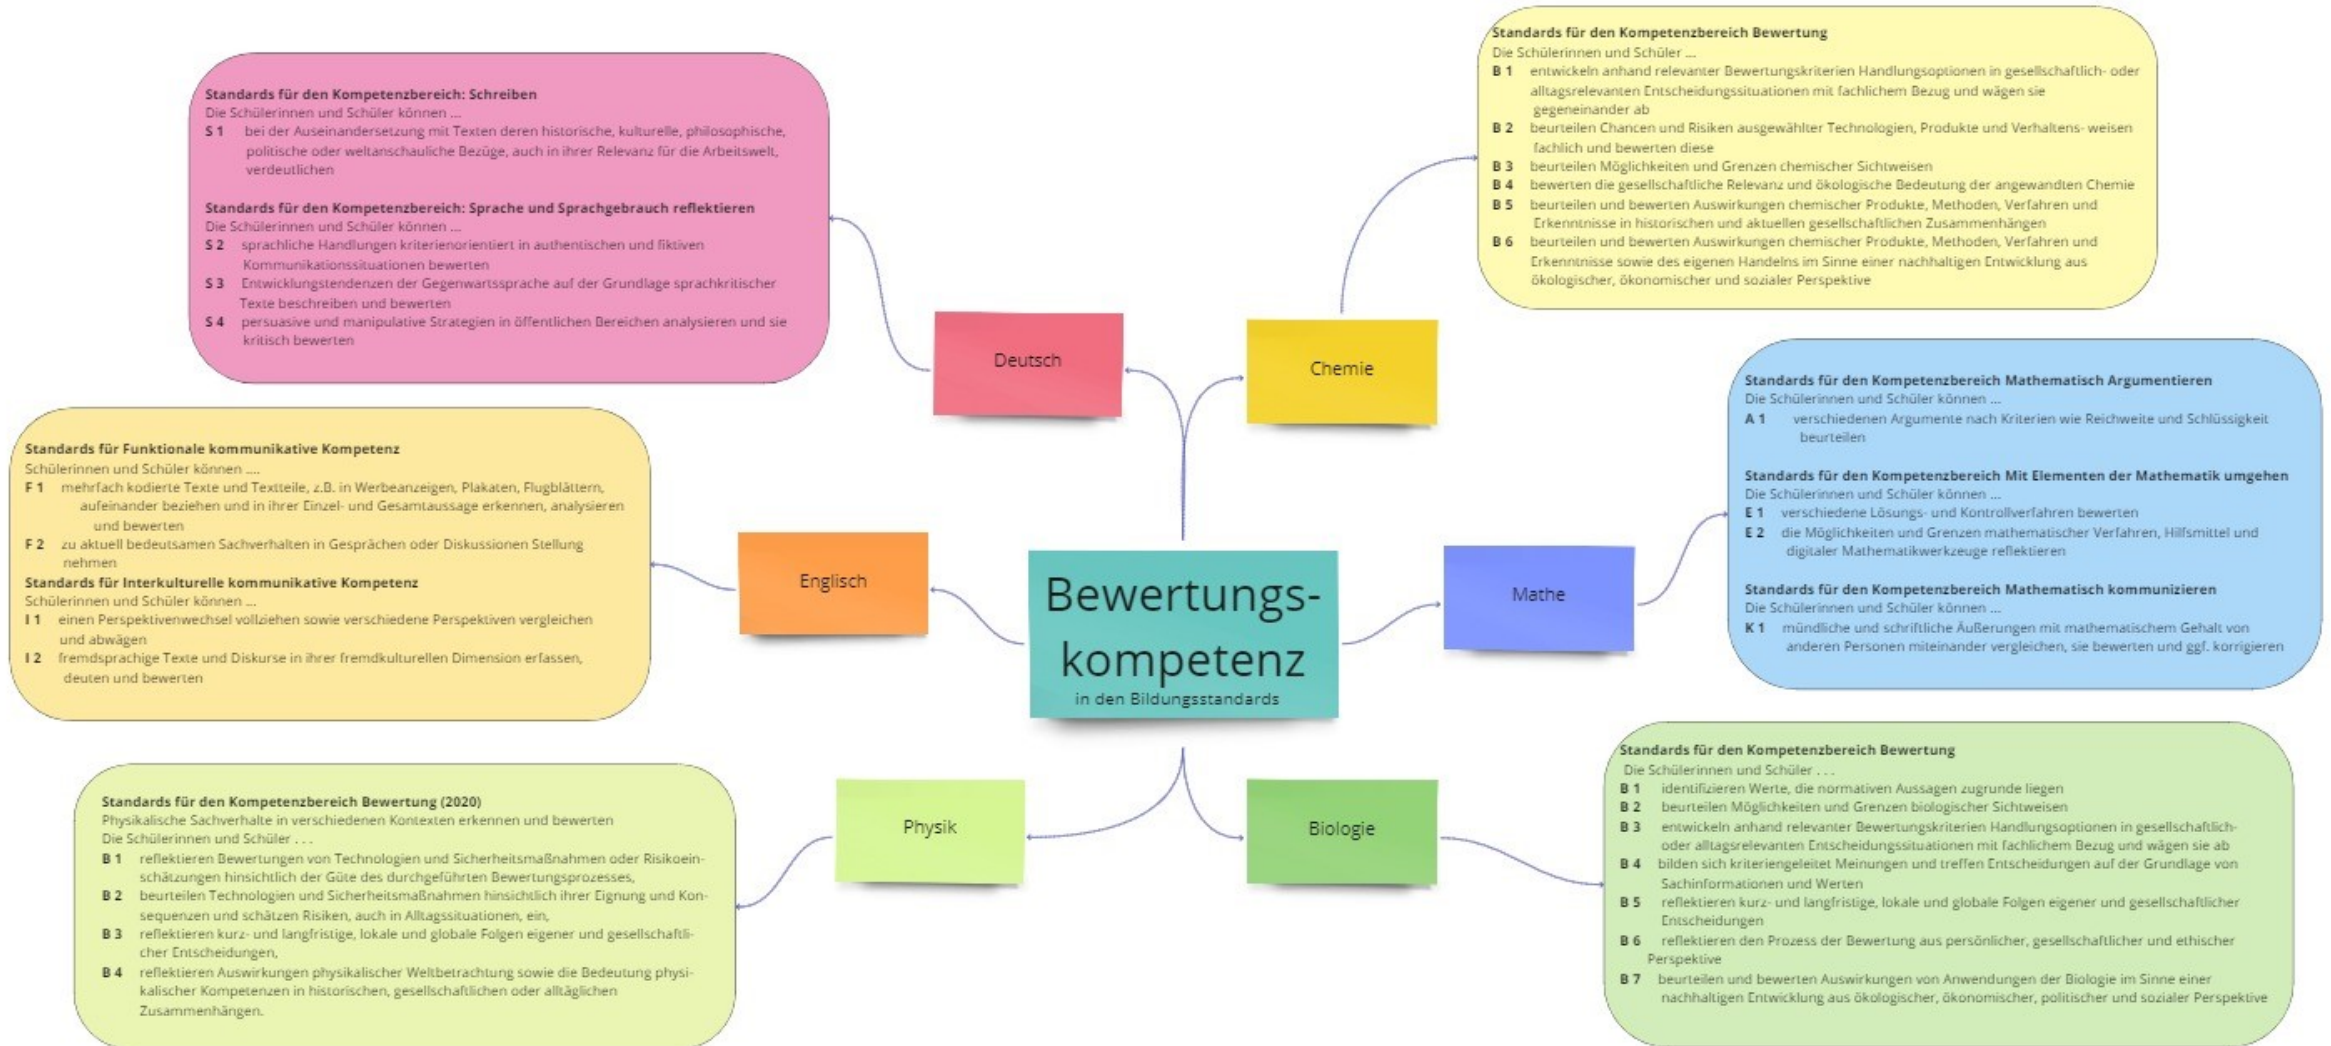 Standards für den Kompetenzbereich: Schreiben
Die Schülerinnen und Schüler können ...
S 1 bei der Auseinandersetzung mit Texten deren historische, kulturelle, philosophische,
politische oder weltanschauliche Bezüge, auch in ihrer Relevanz für die Arbeitswelt,
verdeutlichen
Standards für den Kompetenzbereich: Sprache und Sprachgebrauch reflektieren
Die Schülerinnen und Schüler können ...
S 2 sprachliche Handlungen kriterienorientiert in authentischen und fiktiven
Kommunikationssituationen bewerten
S 3 Entwicklungstendenzen der Gegenwartssprache auf der Grundlage sprachkritischer
Texte beschreiben und bewerten
S 4 persuasive und manipulative Strategien in öffentlichen Bereichen analysieren und sie
kritisch bewerten
Deutsch
Standards für den Kompetenzbereich Bewertung
Die Schülerinnen und Schüler ...
B 1 entwickeln anhand relevanter Bewertungskriterien Handlungsoptionen in gesellschaftlich- oder
alltagsrelevanten Entscheidungssituationen mit fachlichem Bezug und wägen sie
gegeneinander ab
B 2 beurteilen Chancen und Risiken ausgewählter Technologien, Produkte und Verhaltens- weisen
fachlich und bewerten diese
B 3 beurteilen Möglichkeiten und Grenzen chemischer Sichtweisen
B 4 bewerten die gesellschaftliche Relevanz und ökologische Bedeutung der angewandten Chemie
B 5 beurteilen und bewerten Auswirkungen chemischer Produkte, Methoden, Verfahren und
Erkenntnisse in historischen und aktuellen gesellschaftlichen Zusammenhängen
B 6 beurteilen und bewerten Auswirkungen chemischer Produkte, Methoden, Verfahren und
Erkenntnisse sowie des eigenen Handelns im Sinne einer nachhaltigen Entwicklung aus
ökologischer, ökonomischer und sozialer Perspektive
Chemie
Standards für Funktionale kommunikative Kompetenz
Schülerinnen und Schüler können ....
F 1 mehrfach kodierte Texte und Textteile, z.B. in Werbeanzeigen, Plakaten, Flugblättern,
aufeinander beziehen und in ihrer Einzel- und Gesamtaussage erkennen, analysieren
und bewerten
F 2 zu aktuell bedeutsamen Sachverhalten in Gesprächen oder Diskussionen Stellung
nehmen
Standards für Interkulturelle kommunikative Kompetenz
Schülerinnen und Schüler können ...
I 1 einen Perspektivenwechsel vollziehen sowie verschiedene Perspektiven vergleichen
und abwägen
I 2 fremdsprachige Texte und Diskurse in ihrer fremdkulturellen Dimension erfassen,
deuten und bewerten
Englisch
Bewertungs-
kompetenz
in den Bildungsstandards
Mathe
Standards für den Kompetenzbereich Mathematisch Argumentieren
Die Schülerinnen und Schüler können ...
A 1 verschiedenen Argumente nach Kriterien wie Reichweite und Schlüssigkeit
beurteilen
Standards für den Kompetenzbereich Mit Elementen der Mathematik umgehen
Die Schülerinnen und Schüler können ...
E 1 verschiedene Lösungs- und Kontrollverfahren bewerten
E 2 die Möglichkeiten und Grenzen mathematischer Verfahren, Hilfsmittel und
digitaler Mathematikwerkzeuge reflektieren
Standards für den Kompetenzbereich Mathematisch kommunizieren
Die Schülerinnen und Schüler können ...
K 1 mündliche und schriftliche Äußerungen mit mathematischem Gehalt von
anderen Personen miteinander vergleichen, sie bewerten und ggf. korrigieren
Standards für den Kompetenzbereich Bewertung (2020)
Physikalische Sachverhalte in verschiedenen Kontexten erkennen und bewerten
Die Schülerinnen und Schüler . . .
B 1 reflektieren Bewertungen von Technologien und Sicherheitsmaßnahmen oder Risikoein-
schätzungen hinsichtlich der Güte des durchgeführten Bewertungsprozesses,
B 2 beurteilen Technologien und Sicherheitsmaßnahmen hinsichtlich ihrer Eignung und Kon-
sequenzen und schätzen Risiken, auch in Alltagssituationen, ein,
B 3 reflektieren kurz- und langfristige, lokale und globale Folgen eigener und gesellschaftli-
cher Entscheidungen,
B 4 reflektieren Auswirkungen physikalischer Weltbetrachtung sowie die Bedeutung physi-
kalischer Kompetenzen in historischen, gesellschaftlichen oder alltäglichen
Zusammenhängen.
Physik
Biologie
Standards für den Kompetenzbereich Bewertung
Die Schülerinnen und Schüler . . .
B 1 identifizieren Werte, die normativen Aussagen zugrunde liegen
B 2 beurteilen Möglichkeiten und Grenzen biologischer Sichtweisen
B 3 entwickeln anhand relevanter Bewertungskriterien Handlungsoptionen in gesellschaftlich-
oder alltagsrelevanten Entscheidungssituationen mit fachlichem Bezug und wägen sie ab
B 4 bilden sich kriteriengeleitet Meinungen und treffen Entscheidungen auf der Grundlage von
Sachinformationen und Werten
B 5 reflektieren kurz- und langfristige, lokale und globale Folgen eigener und gesellschaftlicher
Entscheidungen
B 6 reflektieren den Prozess der Bewertung aus persönlicher, gesellschaftlicher und ethischer
Perspektive
B 7 beurteilen und bewerten Auswirkungen von Anwendungen der Biologie im Sinne einer
nachhaltigen Entwicklung aus ökologischer, ökonomischer, politischer und sozialer Perspektive